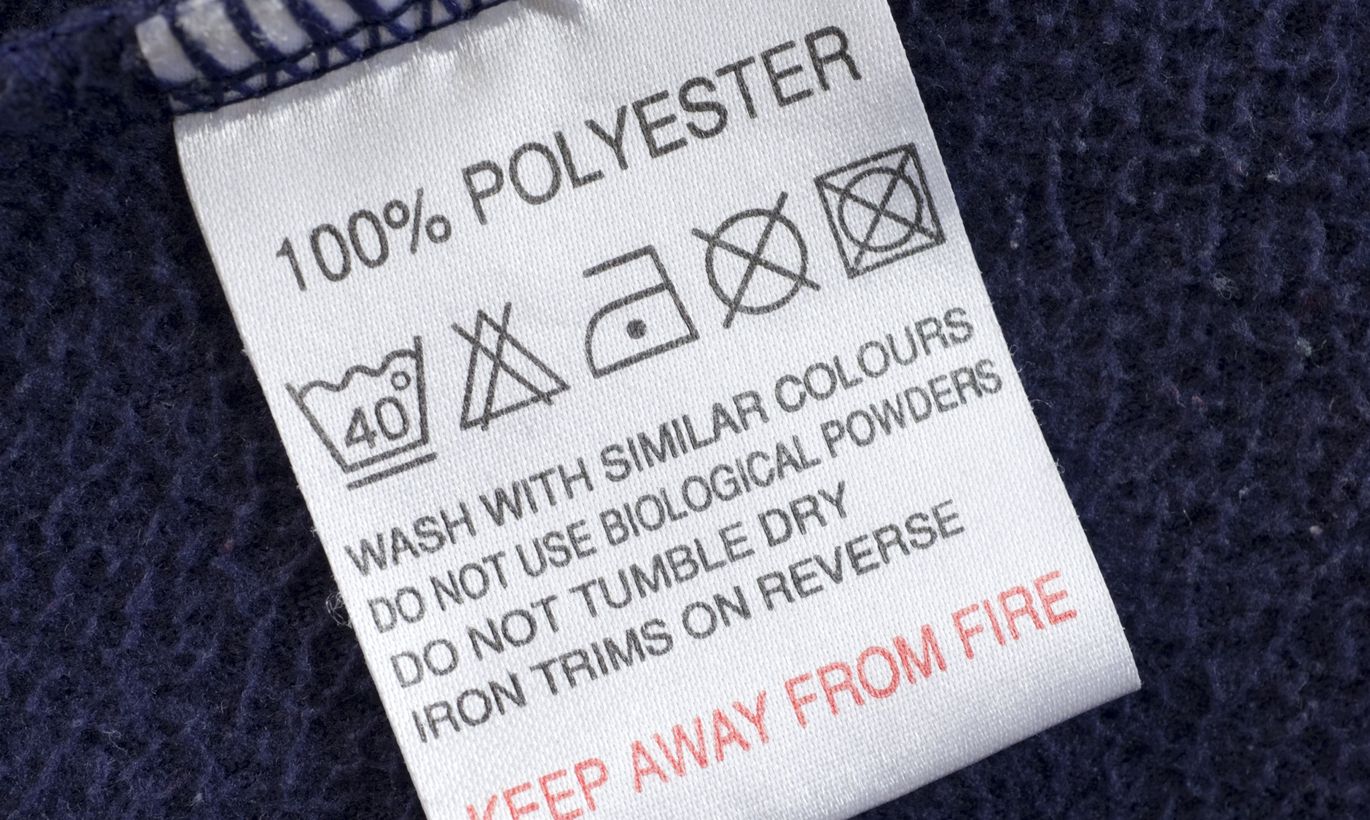 100% POLYESTER
40°
WASH WITH SIMILAR COLOURS
DO NOT USE BIOLOGICAL POWDERS
DO NOT TUMBLE DRY
IRON TRIMS ON REVERSE
KEEP AWAY FROM FIRE